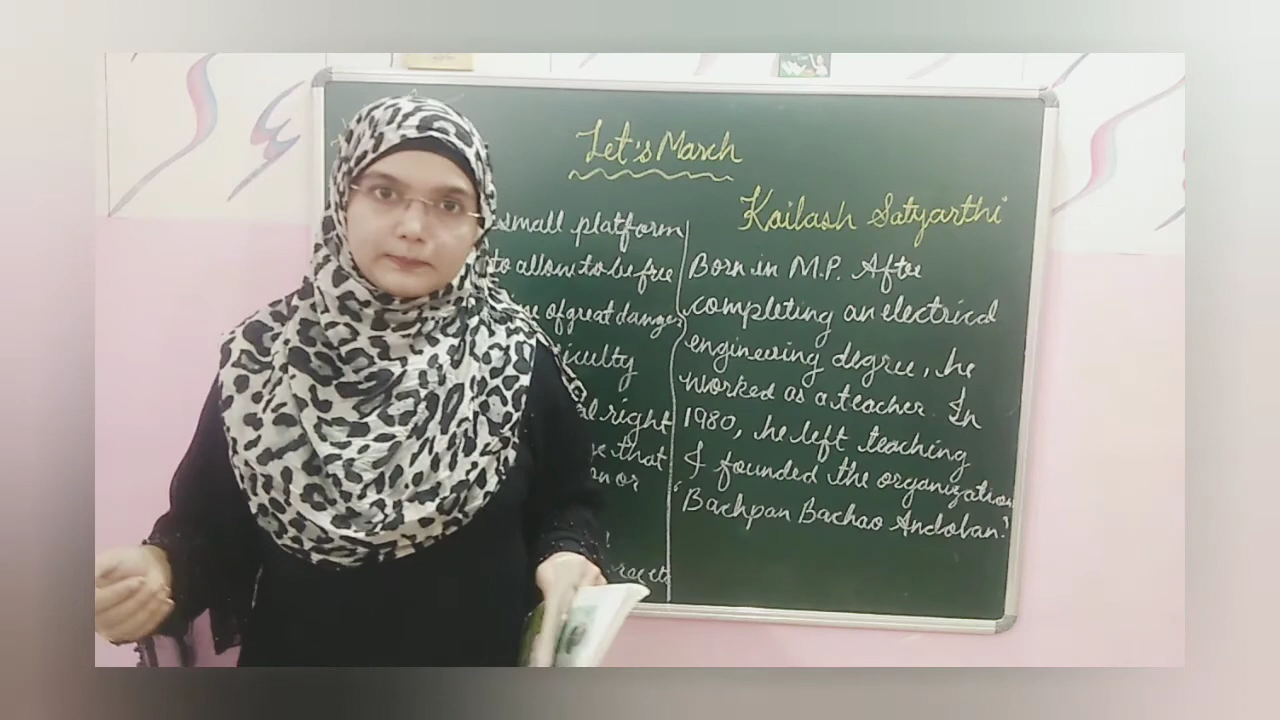 Let's March
Kailash Satyarthi
small platform
to allow to be free
of great danger
right
that
or
Born in M.P. After
completing an electrical
engineering degree, he
worked as a teacher. In
1980, he left teaching
& founded the organization
'Bachpan Bachao Andolan.'